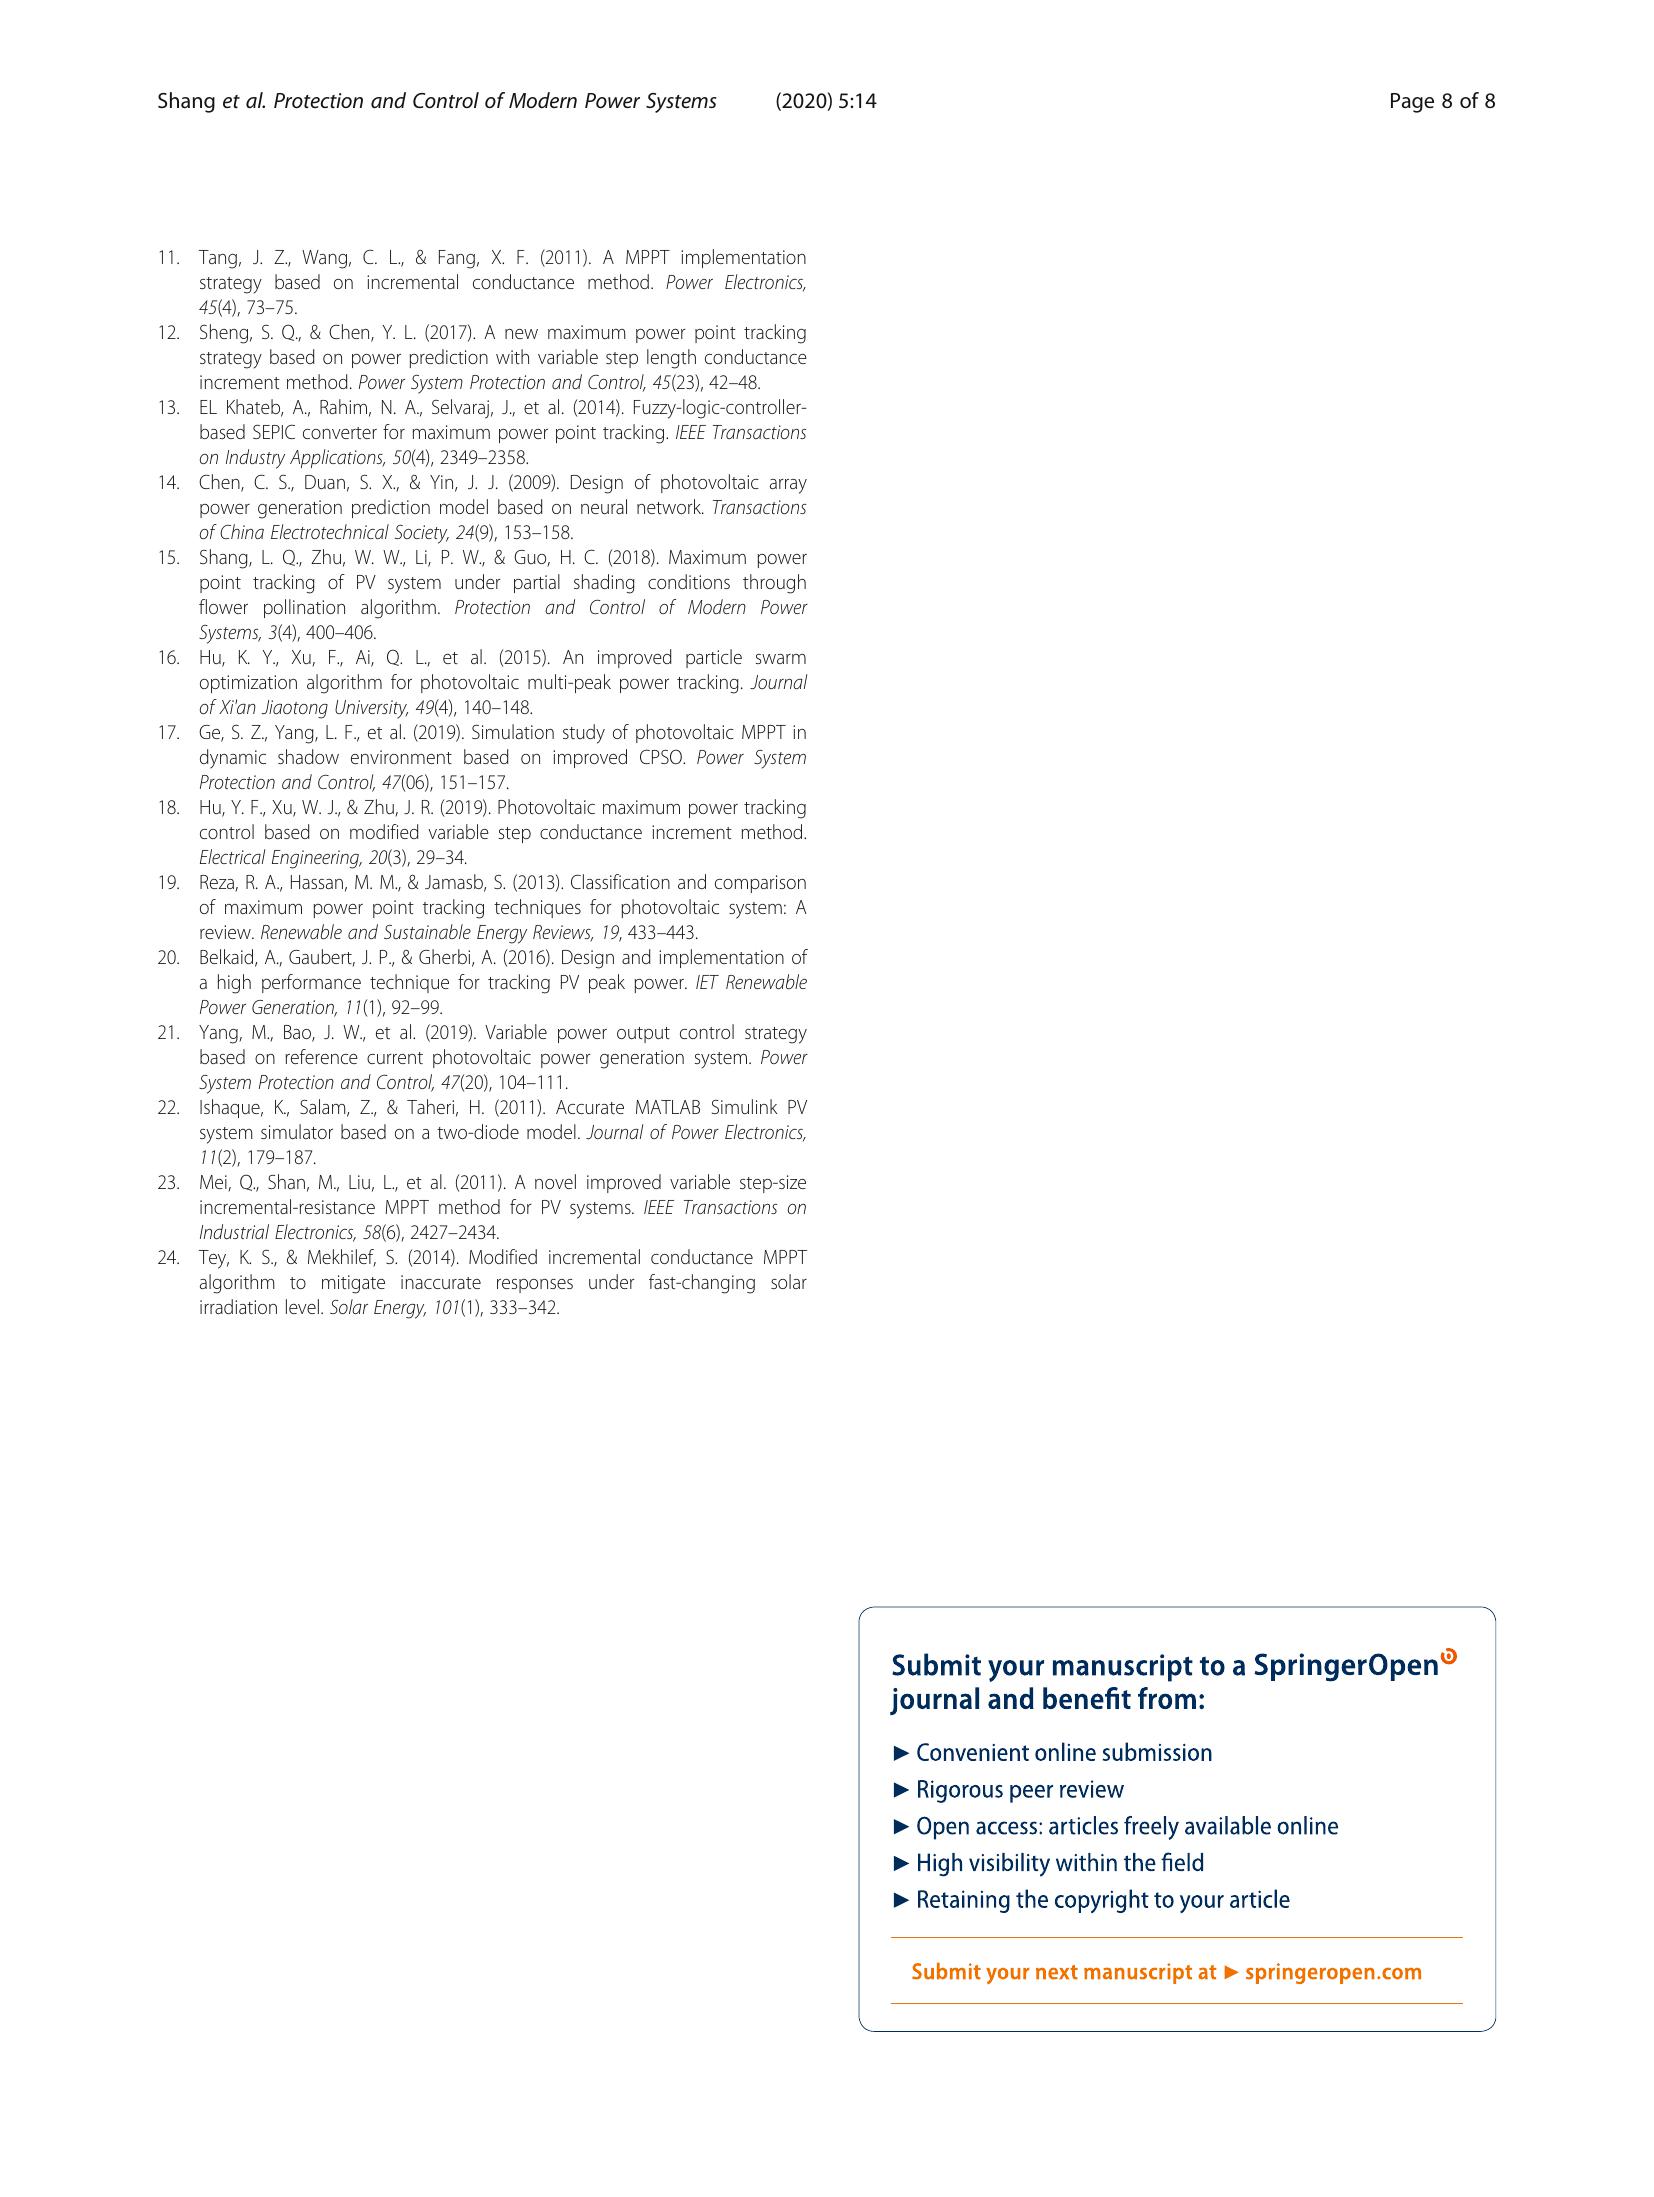 Shang et al. Protection and Control of Modern Power Systems (2020) 5:14 Page 8 of 8
11. Tang, J. Z., Wang, C. L., & Fang, X. F. (2011). A MPPT implementation
strategy based on incremental conductance method. Power Electronics,
45(4), 73–75.
12. Sheng, S. Q., & Chen, Y. L. (2017). A new maximum power point tracking
strategy based on power prediction with variable step length conductance
increment method. Power System Protection and Control, 45(23), 42–48.
13. EL Khateb, A., Rahim, N. A., Selvaraj, J., et al. (2014). Fuzzy-logic-controller-
based SEPIC converter for maximum power point tracking. IEEE Transactions
on Industry Applications, 50(4), 2349–2358.
14. Chen, C. S., Duan, S. X., & Yin, J. J. (2009). Design of photovoltaic array
power generation prediction model based on neural network. Transactions
of China Electrotechnical Society, 24(9), 153–158.
15. Shang, L. Q., Zhu, W. W., Li, P. W., & Guo, H. C. (2018). Maximum power
point tracking of PV system under partial shading conditions through
flower pollination algorithm. Protection and Control of Modern Power
Systems, 3(4), 400–406.
16. Hu, K. Y., Xu, F., Ai, Q. L., et al. (2015). An improved particle swarm
optimization algorithm for photovoltaic multi-peak power tracking. Journal
of Xi'an Jiaotong University, 49(4), 140–148.
17. Ge, S. Z., Yang, L. F., et al. (2019). Simulation study of photovoltaic MPPT in
dynamic shadow environment based on improved CPSO. Power System
Protection and Control, 47(06), 151–157.
18. Hu, Y. F., Xu, W. J., & Zhu, J. R. (2019). Photovoltaic maximum power tracking
control based on modified variable step conductance increment method.
Electrical Engineering, 20(3), 29–34.
19. Reza, R. A., Hassan, M. M., & Jamasb, S. (2013). Classification and comparison
of maximum power point tracking techniques for photovoltaic system: A
review. Renewable and Sustainable Energy Reviews, 19, 433–443.
20. Belkaid, A., Gaubert, J. P., & Gherbi, A. (2016). Design and implementation of
a high performance technique for tracking PV peak power. IET Renewable
Power Generation, 11(1), 92–99.
21. Yang, M., Bao, J. W., et al. (2019). Variable power output control strategy
based on reference current photovoltaic power generation system. Power
System Protection and Control, 47(20), 104–111.
22. Ishaque, K., Salam, Z., & Taheri, H. (2011). Accurate MATLAB Simulink PV
system simulator based on a two-diode model. Journal of Power Electronics,
11(2), 179–187.
23. Mei, Q., Shan, M., Liu, L., et al. (2011). A novel improved variable step-size
incremental-resistance MPPT method for PV systems. IEEE Transactions on
Industrial Electronics, 58(6), 2427–2434.
24. Tey, K. S., & Mekhilef, S. (2014). Modified incremental conductance MPPT
algorithm to mitigate inaccurate responses under fast-changing solar
irradiation level. Solar Energy, 101(1), 333–342.
Submit your manuscript to a SpringerOpen
journal and benefit from:
► Convenient online submission
► Rigorous peer review
► Open access: articles freely available online
► High visibility within the field
► Retaining the copyright to your article
Submit your next manuscript at ► springeropen.com